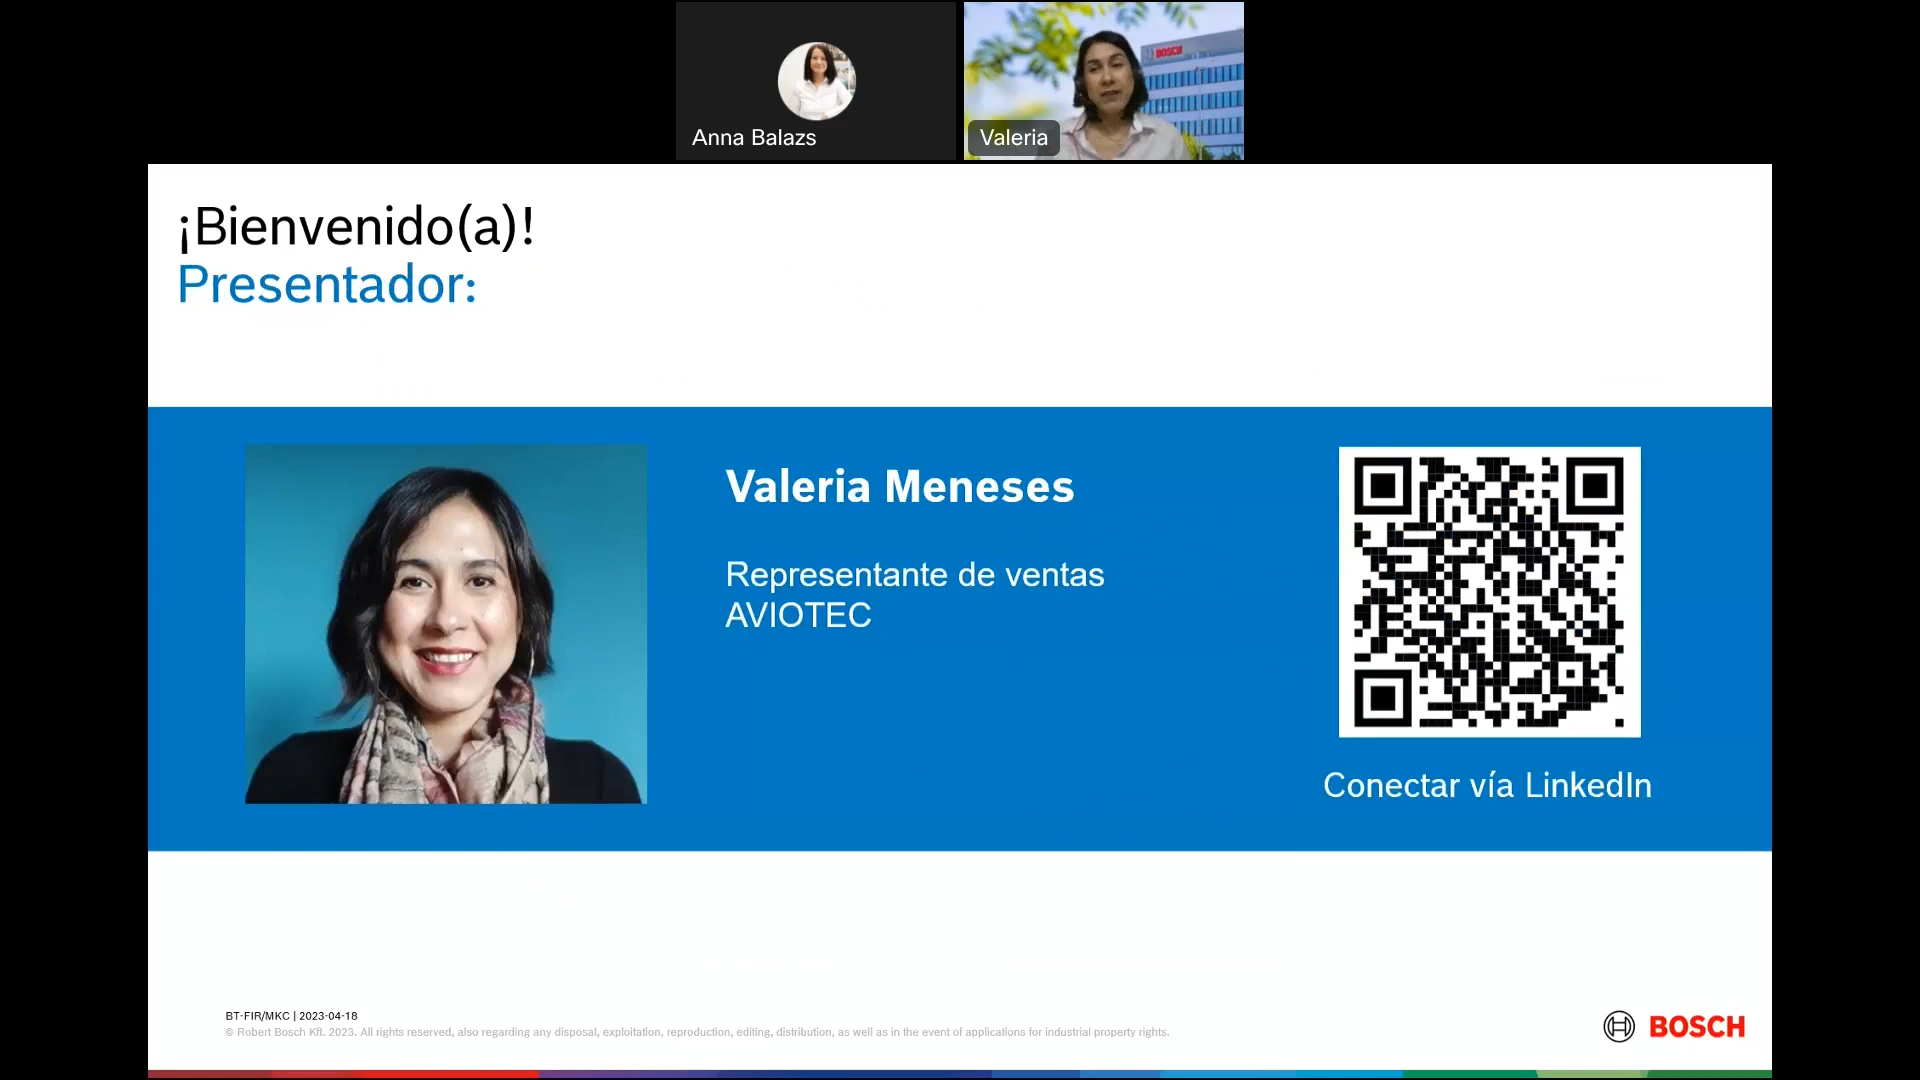 Anna Balazs
BOSCH
Valeria
¡Bienvenido(a)!
Presentador:
Valeria Meneses
Representante de ventas
AVIOTEC
Conectar vía LinkedIn
BT-FIR/MKC | 2023-04-18
© Robert Bosch Kft. 2023. All rights reserved, also regarding any disposal, exploitation, reproduction, editing, distribution, as well as in the event of applications for industrial property rights.
BOSCH